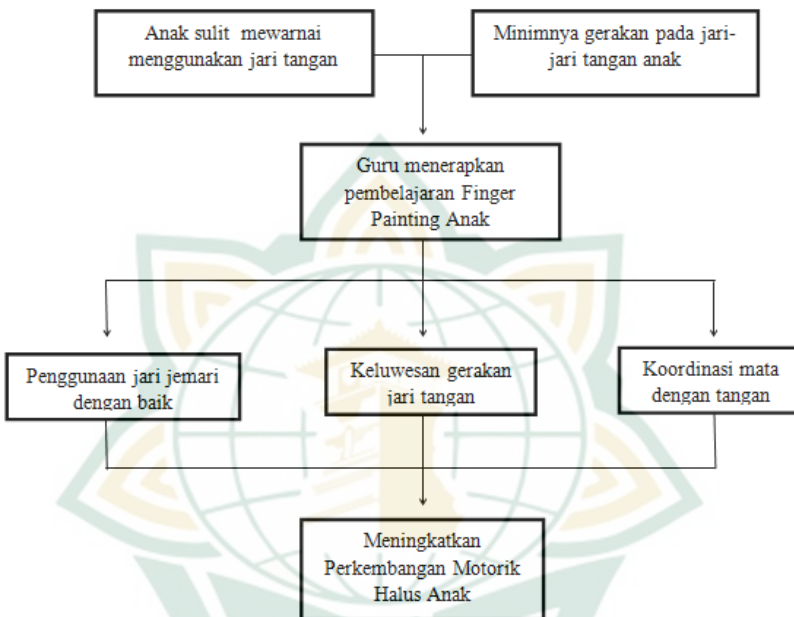 Anak sulit mewarnai
menggunakan jari tangan
Minimnya gerakan pada jari-
jari tangan anak
Guru menerapkan
pembelajaran Finger
Painting Anak
Penggunaan jari jemari
dengan baik
Keluwesan gerakan
jari tangan
Koordinasi mata
dengan tangan
Meningkatkan
Perkembangan Motorik
Halus Anak